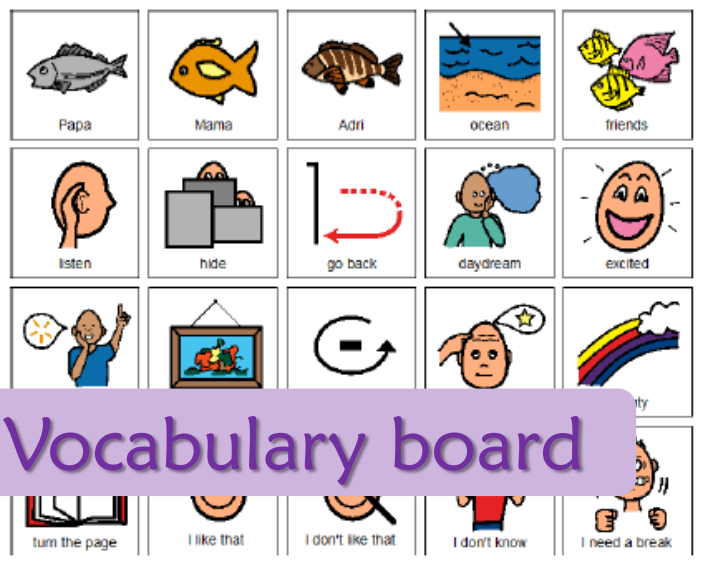 Papa
Mama
Adri
ocean
friends
listen
hide
go back
daydream
excited
Vocabulary board
turn the page
I like that
I don't like that
I don't know
I need a break